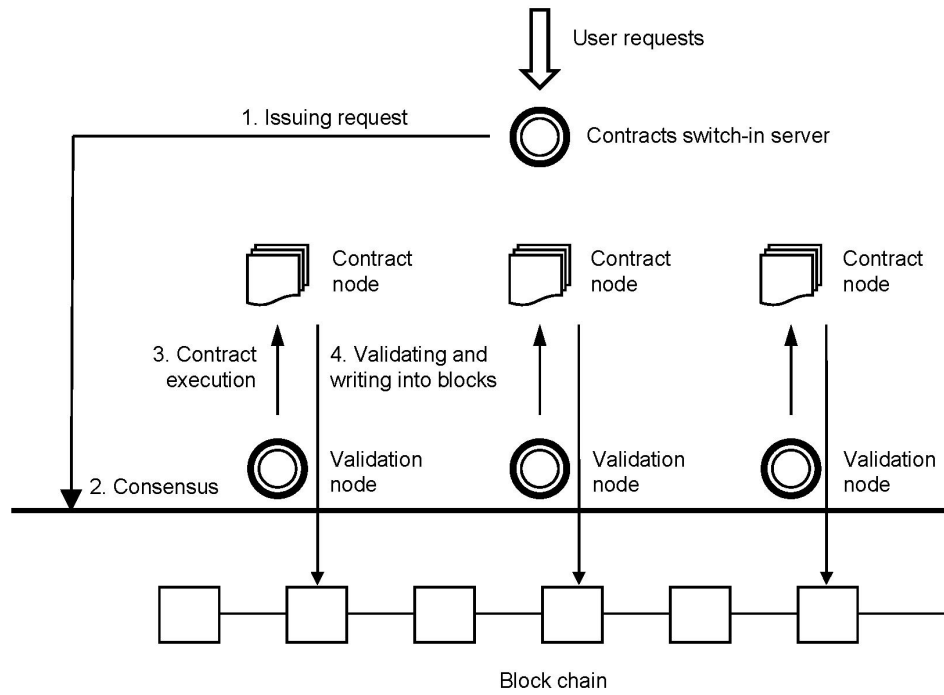 User requests
1. Issuing request
Contracts switch-in server
Contract
node
Contract
node
Contract
node
3. Contract
execution
4. Validating and
writing into blocks
Validation
node
Validation
node
Validation
node
2. Consensus
Block chain